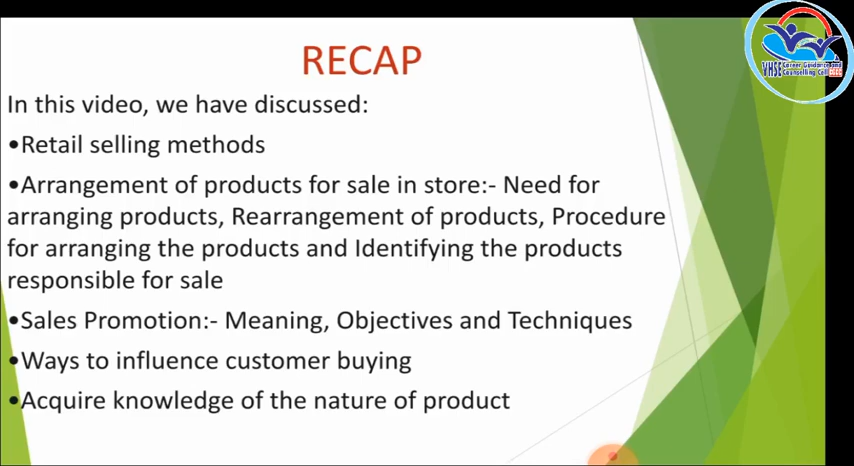 RECAP
In this video, we have discussed:
•Retail selling methods
•Arrangement of products for sale in store:- Need for
arranging products, Rearrangement of products, Procedure
for arranging the products and Identifying the products
responsible for sale
•Sales Promotion:- Meaning, Objectives and Techniques
•Ways to influence customer buying
•Acquire knowledge of the nature of product
VHSE Career Guidance and
Counselling Cell CGCC